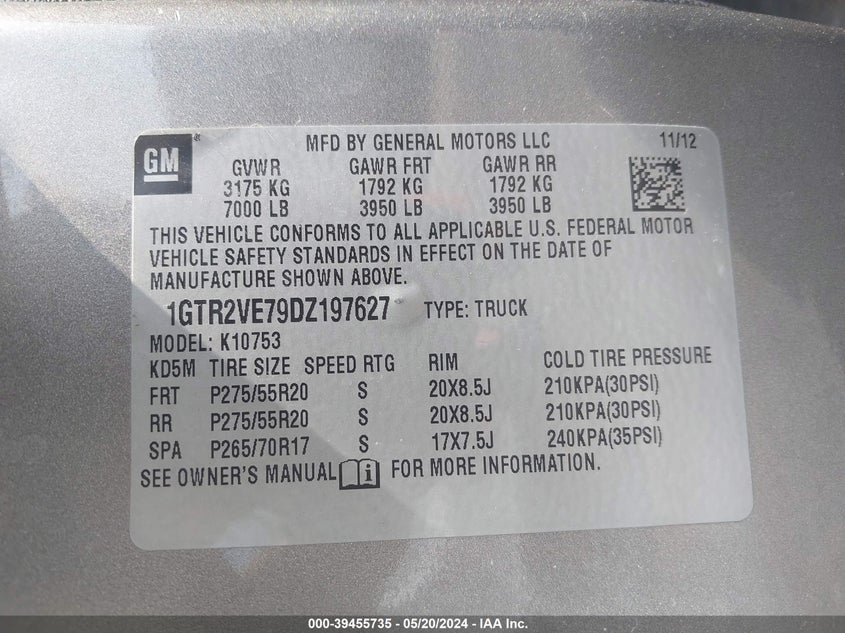 GM
MFD BY GENERAL MOTORS LLC 11/12
GVWR GAWR FRT GAWR RR
3175 KG 1792 KG 1792 KG
7000 LB 3950 LB 3950 LB
THIS VEHICLE CONFORMS TO ALL APPLICABLE U.S. FEDERAL MOTOR
VEHICLE SAFETY STANDARDS IN EFFECT ON THE DATE OF
MANUFACTURE SHOWN ABOVE.
1GTR2VE79DZ197627 TYPE: TRUCK
MODEL: K10753
KD5M TIRE SIZE SPEED RTG RIM COLD TIRE PRESSURE
FRT P275/55R20 S 20X8.5J 210KPA(30PSI)
RR P275/55R20 S 20X8.5J 210KPA(30PSI)
SPA P265/70R17 S 17X7.5J 240KPA(35PSI)
SEE OWNER'S MANUAL i FOR MORE INFORMATION.
000-39455735 - 05/20/2024 - IAA Inc.